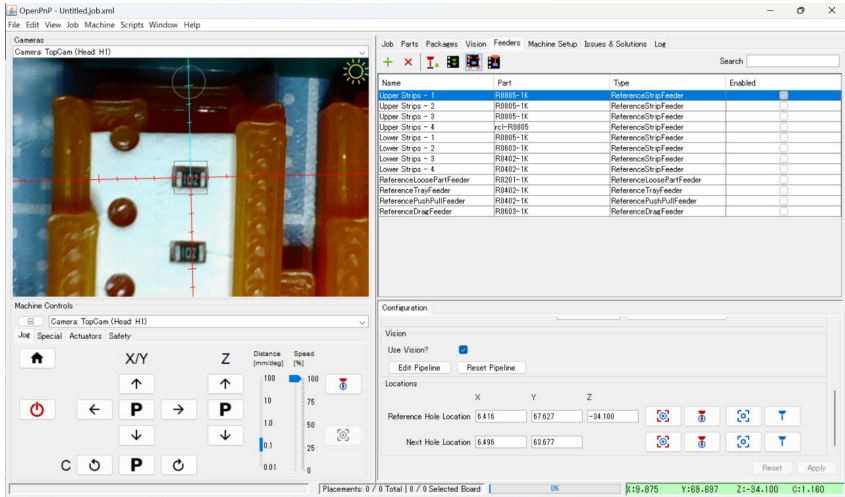 OpenPnP - Untitled.job.xml
File Edit View Job Machine Scripts Window Help
Cameras
Camera: TopCam (Head: H1)
102
102
Machine Controls
Camera: TopCam (Head: H1)
Jog Special Actuators Safety
X/Y Z
Distance [mm/deg]
Speed [%]
100 100
10 75
1.0 50
0.1 25
0.01 0
P P
C P
Job Parts Packages Vision Feeders Machine Setup Issues & Solutions Log
Search
Name Part Type Enabled
Upper Strips - 1 R0805-1K ReferenceStripFeeder
Upper Strips - 2 R0805-1K ReferenceStripFeeder
Upper Strips - 3 R0805-1K ReferenceStripFeeder
Upper Strips - 4 rcl-R0805 ReferenceStripFeeder
Lower Strips - 1 R0805-1K ReferenceStripFeeder
Lower Strips - 2 R0603-1K ReferenceStripFeeder
Lower Strips - 3 R0402-1K ReferenceStripFeeder
Lower Strips - 4 R0402-1K ReferenceStripFeeder
ReferenceLoosePartFeeder R0201-1K ReferenceLoosePartFeeder
ReferenceTrayFeeder R0402-1K ReferenceTrayFeeder
ReferencePushPullFeeder R0402-1K ReferencePushPullFeeder
ReferenceDragFeeder R0603-1K ReferenceDragFeeder
Configuration
Vision
Use Vision?
Edit Pipeline Reset Pipeline
Locations
X Y Z
Reference Hole Location 6.416 67.627 -34.100
Next Hole Location 6.496 63.677
Reset Apply
Placements: 0 / 0 Total | 0 / 0 Selected Board 0% X:9.875 Y:69.697 Z:-34.100 C:1.160